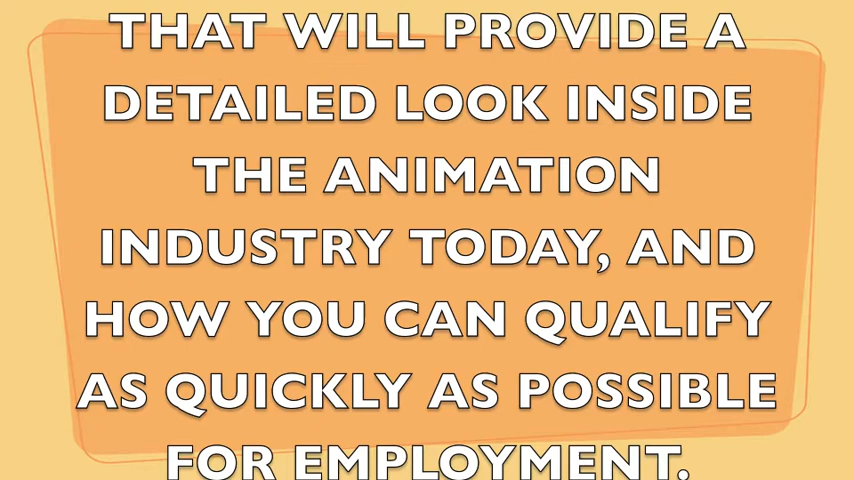 THAT WILL PROVIDE A
DETAILED LOOK INSIDE
THE ANIMATION
INDUSTRY TODAY, AND
HOW YOU CAN QUALIFY
AS QUICKLY AS POSSIBLE
FOR EMPLOYMENT.